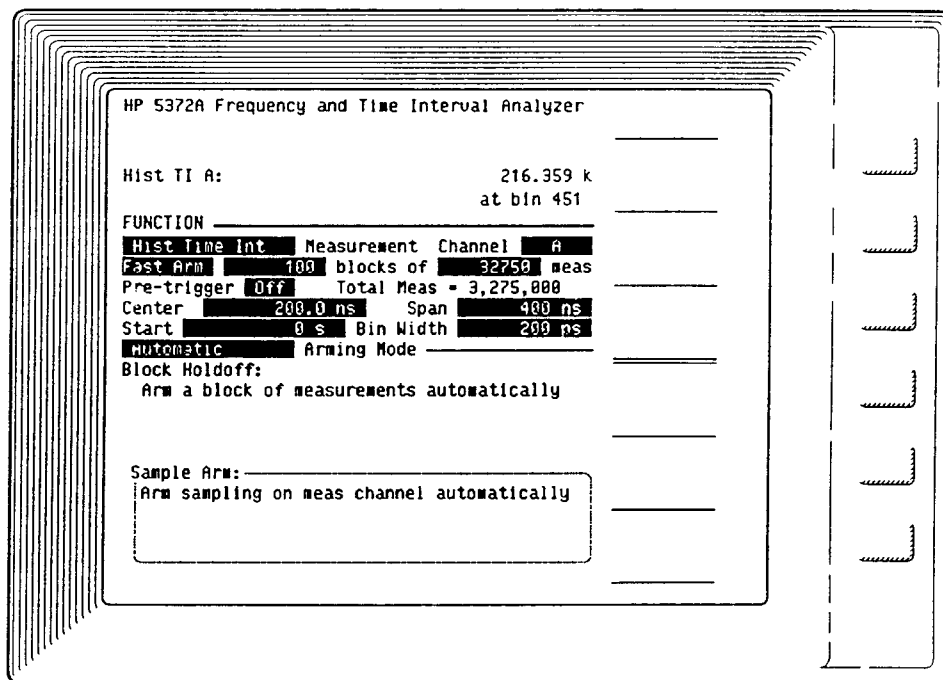 HP 5372A Frequency and Time Interval Analyzer
Hist TI A: 216.359 k
at bin 451
FUNCTION
Hist Time Int Measurement Channel A
Fast Arm 100 blocks of 32750 meas
Pre-trigger Off Total Meas = 3,275,000
Center 200.0 ns Span 400 ns
Start 0 s Bin Width 200 ps
Automatic Arming Mode
Block Holdoff:
Arm a block of measurements automatically
Sample Arm:
Arm sampling on meas channel automatically